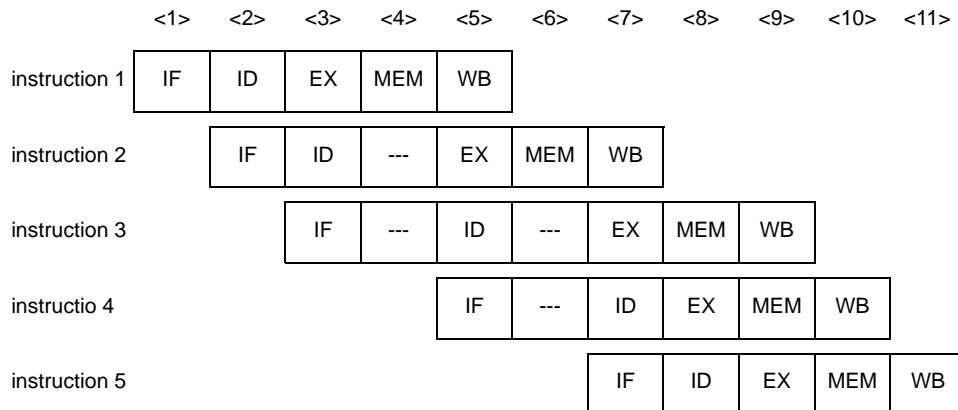 <1> <2> <3> <4> <5> <6> <7> <8> <9> <10> <11>
instruction 1 IF ID EX MEM WB
instruction 2 IF ID --- EX MEM WB
instruction 3 IF --- ID --- EX MEM WB
instructio 4 IF --- ID EX MEM WB
instruction 5 IF ID EX MEM WB